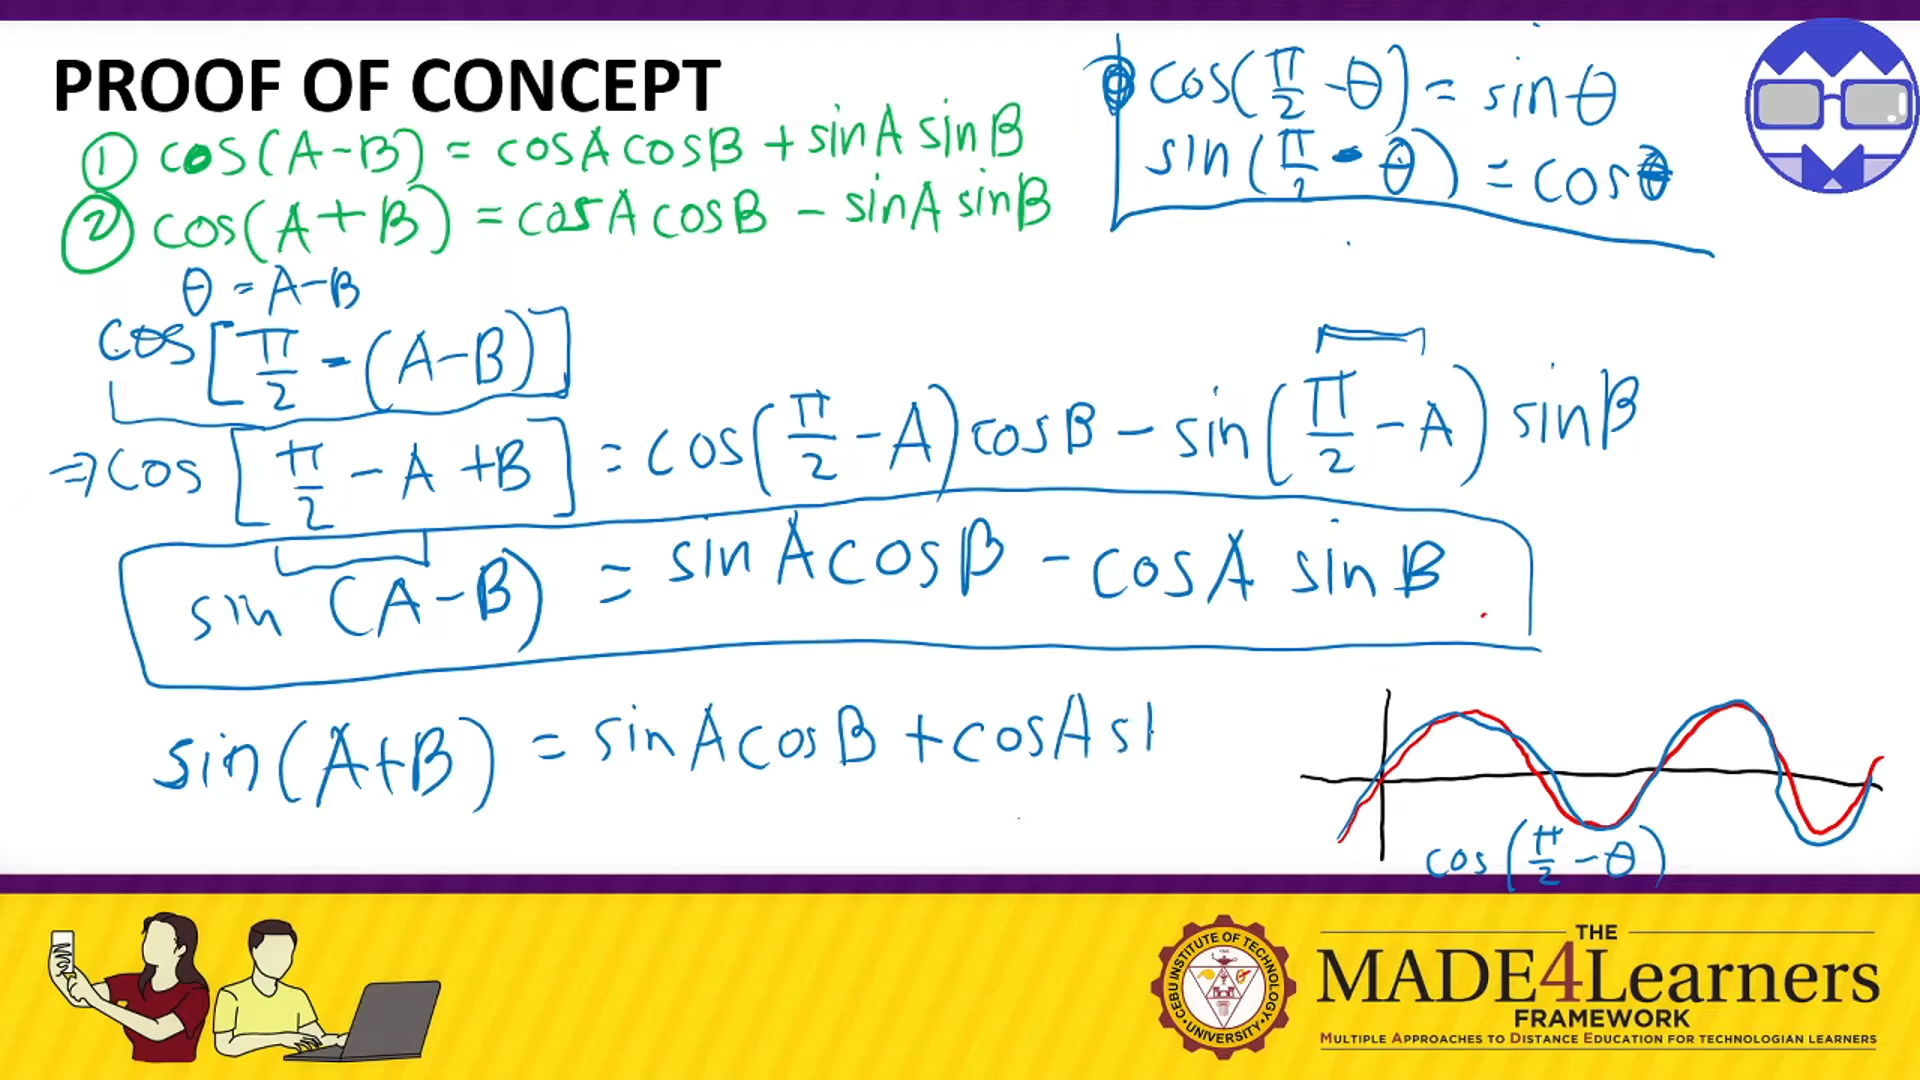 PROOF OF CONCEPT
① cos(A-B) = cosA cosB + sinA sinB
② cos(A+B) = cosA cosB - sinA sinB
cos(π/2 - θ) = sinθ
sin(π/2 - θ) = cosθ
θ = A-B
cos[π/2 - (A-B)]
⇒ cos[π/2 - A + B] = cos(π/2 - A) cosB - sin(π/2 - A) sinB
sin(A-B) = sinA cosB - cosA sinB
sin(A+B) = sinA cosB + cosA si
cos(π/2 - θ)
CEBU INSTITUTE OF TECHNOLOGY
• UNIVERSITY •
THE
MADE4Learners
FRAMEWORK
MULTIPLE APPROACHES TO DISTANCE EDUCATION FOR TECHNOLOGIAN LEARNERS